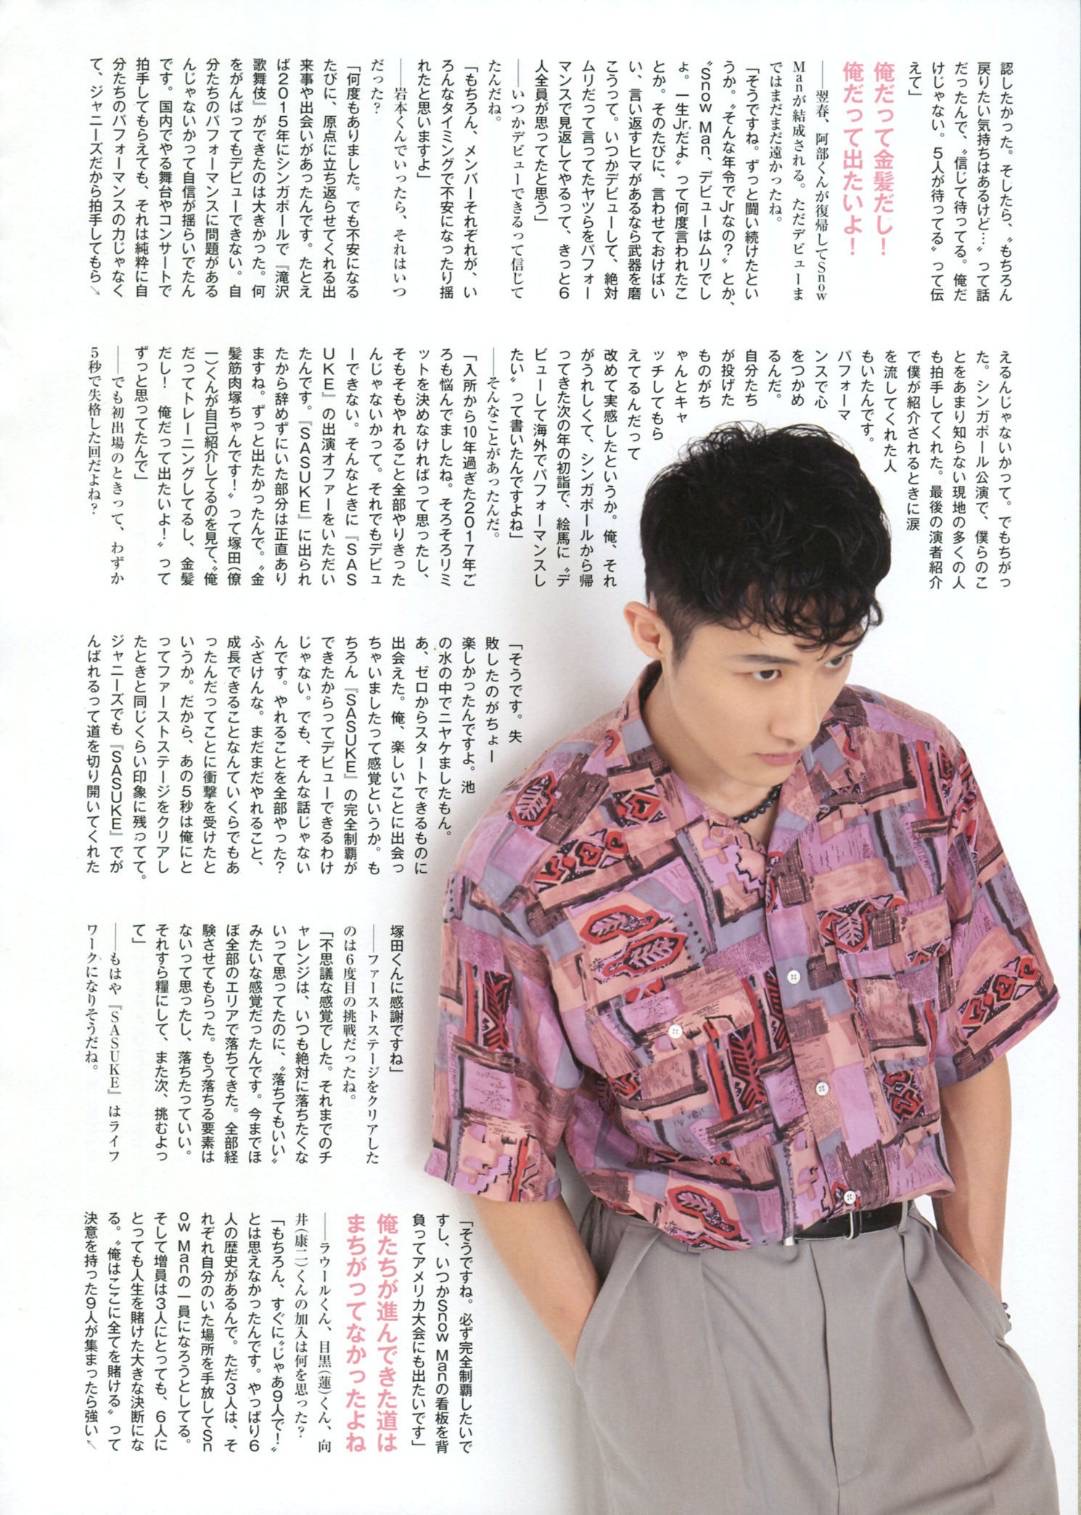 認したかった。そしたら、〝もちろん
戻りたい気持ちはあるけど…〟って話
だったんで、〝信じて待ってる。俺だ
けじゃない。5人が待ってる〟って伝
えて」
俺だって金髪だし!
俺だって出たいよ!
――翌春、阿部くんが復帰してSnow
Manが結成される。ただデビューま
ではまだまだ遠かったね。
「そうですね。ずっと闘い続けたとい
うか。〝そんな年令でJrなの?〟とか、
〝Snow Man、デビューはムリでし
ょ。一生Jrだよ〟って何度言われたこ
とか。そのたびに、言わせておけばい
い、言い返すヒマがあるなら武器を磨
こうって。いつかデビューして、絶対
ムリだって言ってたヤツらをパフォー
マンスで見返してやるって、きっと6
人全員が思ってたと思う」
――いつかデビューできるって信じて
たんだね。
「もちろん、メンバーそれぞれが、い
ろんなタイミングで不安になったり揺
れたと思いますよ」
――岩本くんでいったら、それはいつ
だった?
「何度もありました。でも不安になる
たびに、原点に立ち返らせてくれる出
来事や出会いがあったんです。たとえ
ば2015年にシンガポールで『滝沢
歌舞伎』ができたのは大きかった。何
をがんばってもデビューできない。自
分たちのパフォーマンスに問題がある
んじゃないかって自信が揺らいでたん
です。国内でやる舞台やコンサートで
拍手してもらえても、それは純粋に自
分たちのパフォーマンスの力じゃなく
て、ジャニーズだから拍手してもら↘
えるんじゃないかって。でもちがっ
た。シンガポール公演で、僕らのこ
とをあまり知らない現地の多くの人
も拍手してくれた。最後の演者紹介
で僕が紹介されるときに涙
を流してくれた人
もいたんです。
パフォーマ
ンスで心
をつかめ
るんだ。
自分たち
が投げた
ものがち
ゃんとキャ
ッチしてもら
えてるんだって
改めて実感したというか。俺、それ
がうれしくて、シンガポールから帰
ってきた次の年の初詣で、絵馬に〝デ
ビューして海外でパフォーマンスし
たい〟って書いたんですよね」
――そんなことがあったんだ。
「入所から10年過ぎた2017年ご
ろも悩んでましたね。そろそろリミ
ットを決めなければって思ったし、
そもそもやれること全部やりきった
んじゃないかって。それでもデビュ
ーできない。そんなときに『SAS
UKE』の出演オファーをいただい
たんです。『SASUKE』に出られ
たから辞めずにいた部分は正直あり
ますね。ずっと出たかったんで。〝金
髪筋肉塚ちゃんです!〟って塚田(僚
一)くんが自己紹介してるのを見て、〝俺
だってトレーニングしてるし、金髪
だし! 俺だって出たいよ!〟って
ずっと思ってたんで」
――でも初出場のときって、わずか
5秒で失格した回だよね?
「そうです。失
敗したのがちょー
楽しかったんですよ。池
の水の中でニヤケましたもん。
あ、ゼロからスタートできるものに
出会えた。俺、楽しいことに出会っ
ちゃいましたって感覚というか。も
ちろん『SASUKE』の完全制覇が
できたからってデビューできるわけ
じゃない。でも、そんな話じゃない
んです。やれることを全部やった?
ふざけんな。まだまだやれること、
成長できることなんていくらでもあ
ったんだってことに衝撃を受けたと
いうか。だから、あの5秒は俺にと
ってファーストステージをクリアし
たときと同じくらい印象に残ってて。
ジャニーズでも『SASUKE』でが
んばれるって道を切り開いてくれた
塚田くんに感謝ですね」
――ファーストステージをクリアした
のは6度目の挑戦だったね。
「不思議な感覚でした。それまでのチ
ャレンジは、いつも絶対に落ちたくな
いって思ってたのに、〝落ちてもいい〟
みたいな感覚だったんです。今までほ
ぼ全部のエリアで落ちてきた。全部経
験させてもらった。もう落ちる要素は
ないって思ったし、落ちたっていい。
それすら糧にして、また次、挑むよっ
て」
――もはや『SASUKE』はライフ
ワークになりそうだね。
「そうですね。必ず完全制覇したいで
すし、いつかSnow Manの看板を背
負ってアメリカ大会にも出たいです」
俺たちが進んできた道は
まちがってなかったよね
――ラウールくん、目黒(蓮)くん、向
井(康二)くんの加入は何を思った?
「もちろん、すぐに〝じゃあ9人で!〟
とは思えなかったんです。やっぱり6
人の歴史があるんで。ただ3人は、そ
れぞれ自分のいた場所を手放してSn
ow Manの一員になろうとしてる。
そして増員は3人にとっても、6人に
とっても人生を賭けた大きな決断にな
る。〝俺はここに全てを賭ける〟って
決意を持った9人が集まったら強い↖